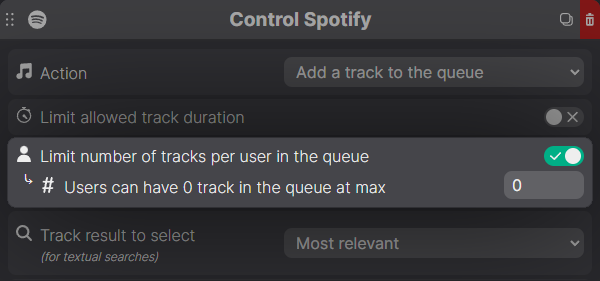 Control Spotify
Action
Add a track to the queue
Limit allowed track duration
Limit number of tracks per user in the queue
# Users can have 0 track in the queue at max
0
Track result to select
(for textual searches)
Most relevant